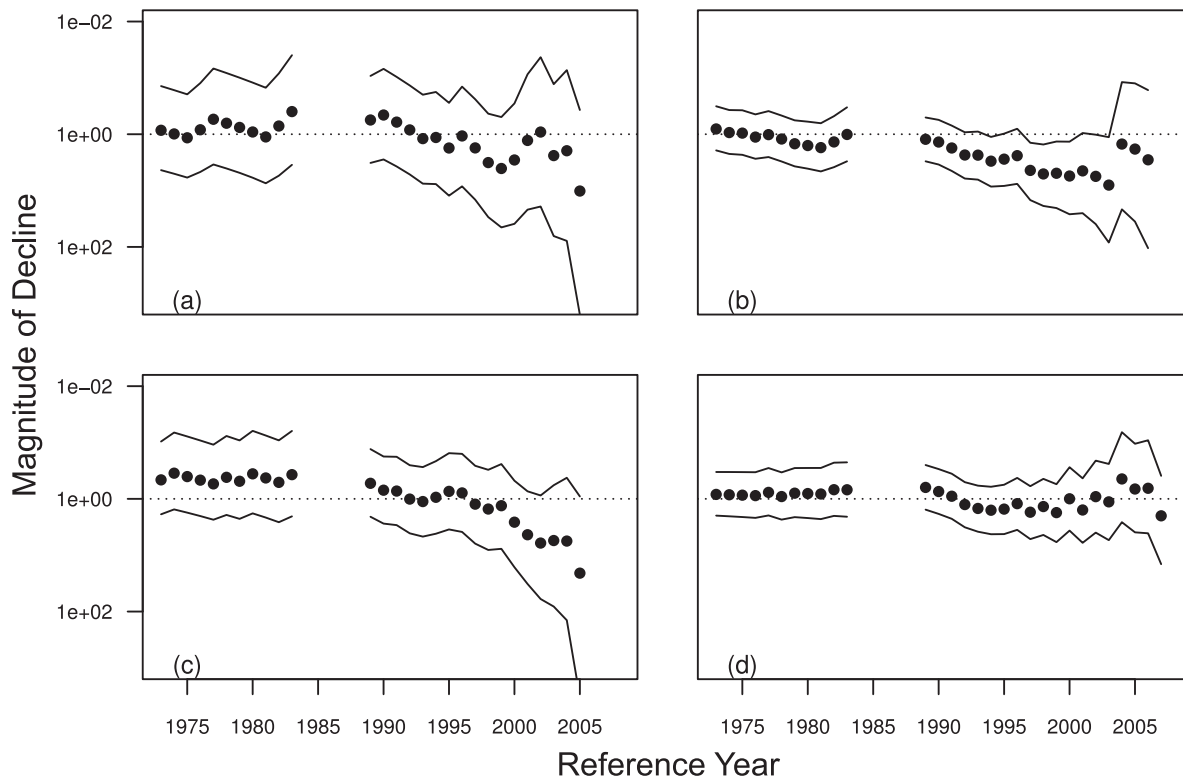 Magnitude of Decline
1e−02
1e+00
1e+02
(a)
(b)
1e−02
1e+00
1e+02
(c)
(d)
1975 1980 1985 1990 1995 2000 2005 1975 1980 1985 1990 1995 2000 2005
Reference Year